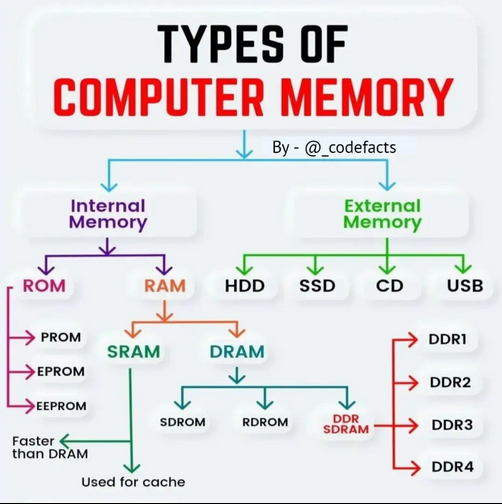 TYPES OF
COMPUTER MEMORY
By - @_codefacts
Internal
Memory
External
Memory
ROM
RAM
HDD
SSD
CD
USB
PROM
EPROM
EEPROM
SRAM
DRAM
SDROM
RDROM
DDR
SDRAM
DDR1
DDR2
DDR3
DDR4
Faster
than DRAM
Used for cache